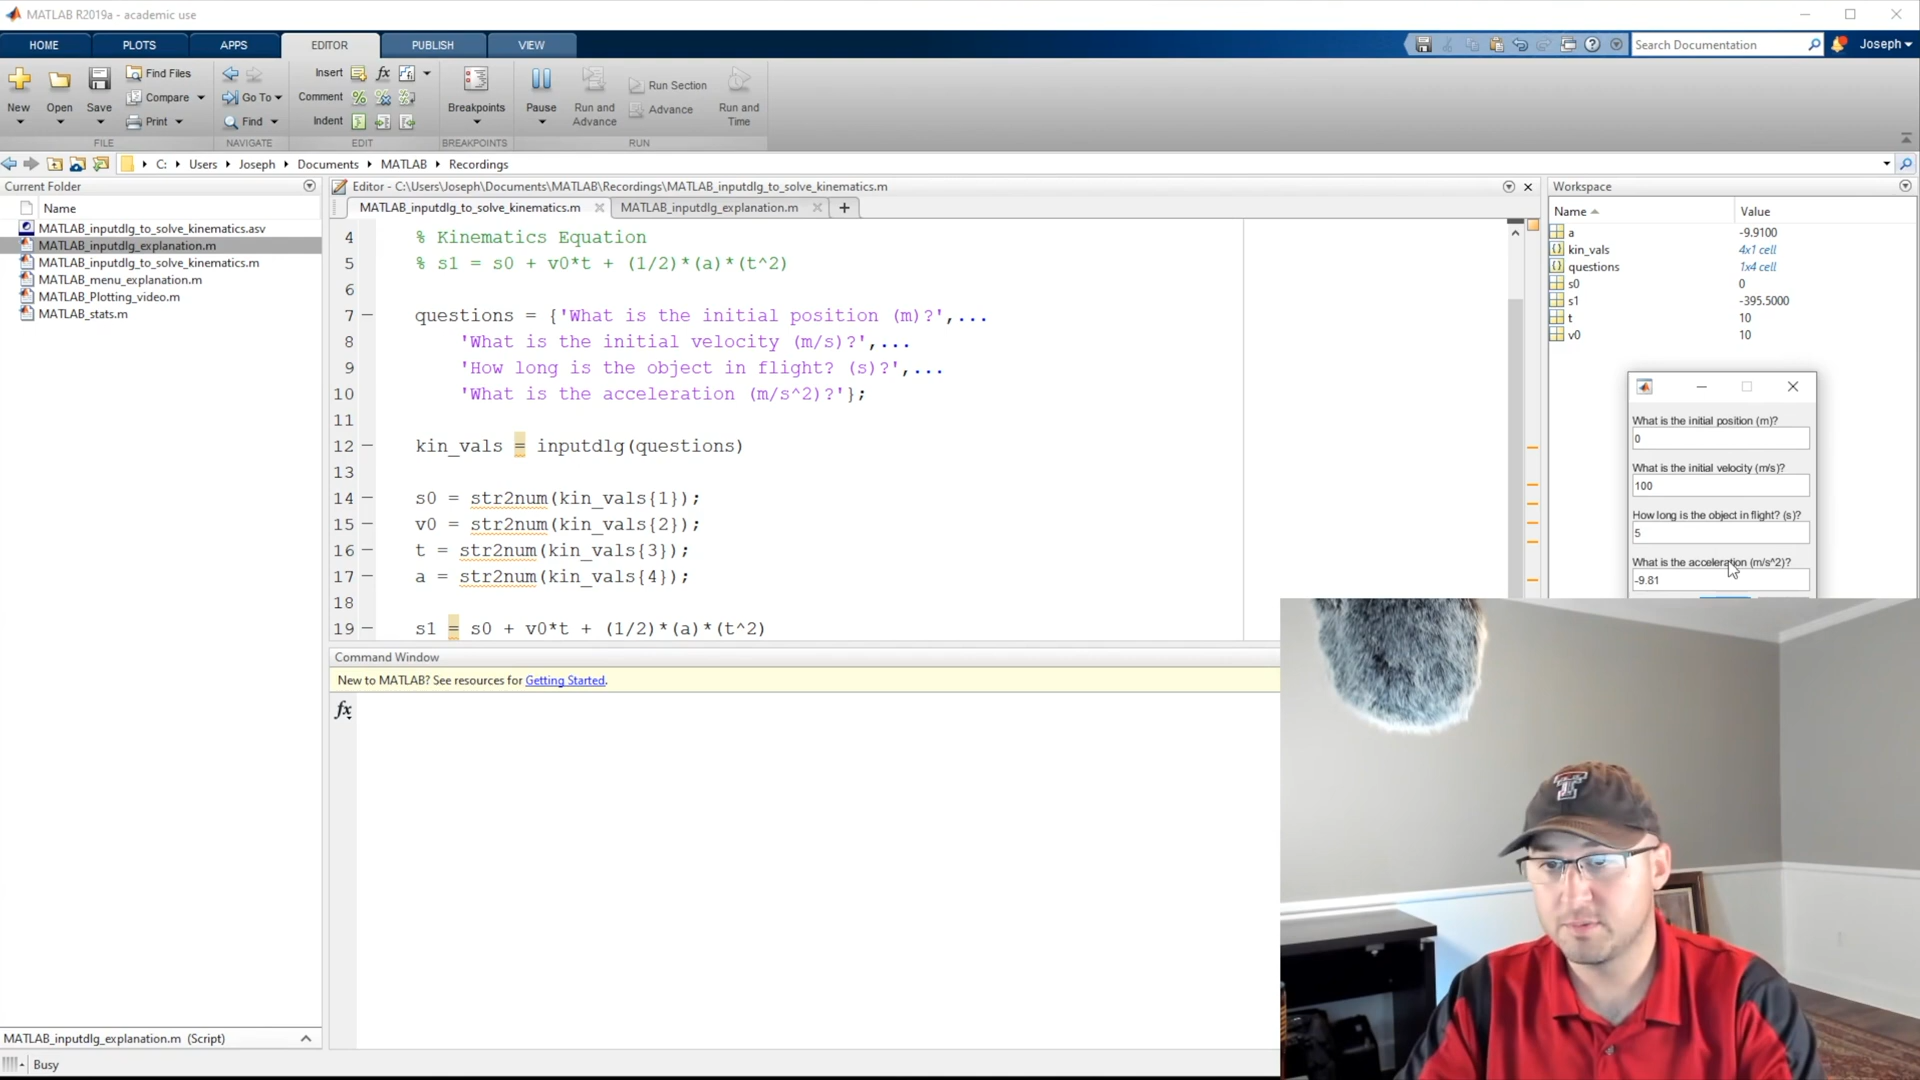 MATLAB R2019a - academic use
HOME PLOTS APPS EDITOR PUBLISH VIEW
Search Documentation
Joseph
New
Open
Save
Find Files
Compare
Print
FILE
Go To
Find
NAVIGATE
Insert
Comment
Indent
EDIT
Breakpoints
BREAKPOINTS
Pause
Run and Advance
Run Section
Advance
Run and Time
RUN
C: Users Joseph Documents MATLAB Recordings
Current Folder
Name
MATLAB_inputdlg_to_solve_kinematics.asv
MATLAB_inputdlg_explanation.m
MATLAB_inputdlg_to_solve_kinematics.m
MATLAB_menu_explanation.m
MATLAB_Plotting_video.m
MATLAB_stats.m
MATLAB_inputdlg_explanation.m (Script)
Busy
Editor - C:\Users\Joseph\Documents\MATLAB\Recordings\MATLAB_inputdlg_to_solve_kinematics.m
MATLAB_inputdlg_to_solve_kinematics.m MATLAB_inputdlg_explanation.m
4 % Kinematics Equation
5 % s1 = s0 + v0*t + (1/2)*(a)*(t^2)
6
7 questions = {'What is the initial position (m)?',...
8 'What is the initial velocity (m/s)?',...
9 'How long is the object in flight? (s)?',...
10 'What is the acceleration (m/s^2)?'};
11
12 kin_vals = inputdlg(questions)
13
14 s0 = str2num(kin_vals{1});
15 v0 = str2num(kin_vals{2});
16 t = str2num(kin_vals{3});
17 a = str2num(kin_vals{4});
18
19 s1 = s0 + v0*t + (1/2)*(a)*(t^2)
Command Window
New to MATLAB? See resources for Getting Started.
fx
Workspace
Name Value
a -9.9100
kin_vals 4x1 cell
questions 1x4 cell
s0 0
s1 -395.5000
t 10
v0 10
What is the initial position (m)?
0
What is the initial velocity (m/s)?
100
How long is the object in flight? (s)?
5
What is the acceleration (m/s^2)?
-9.81